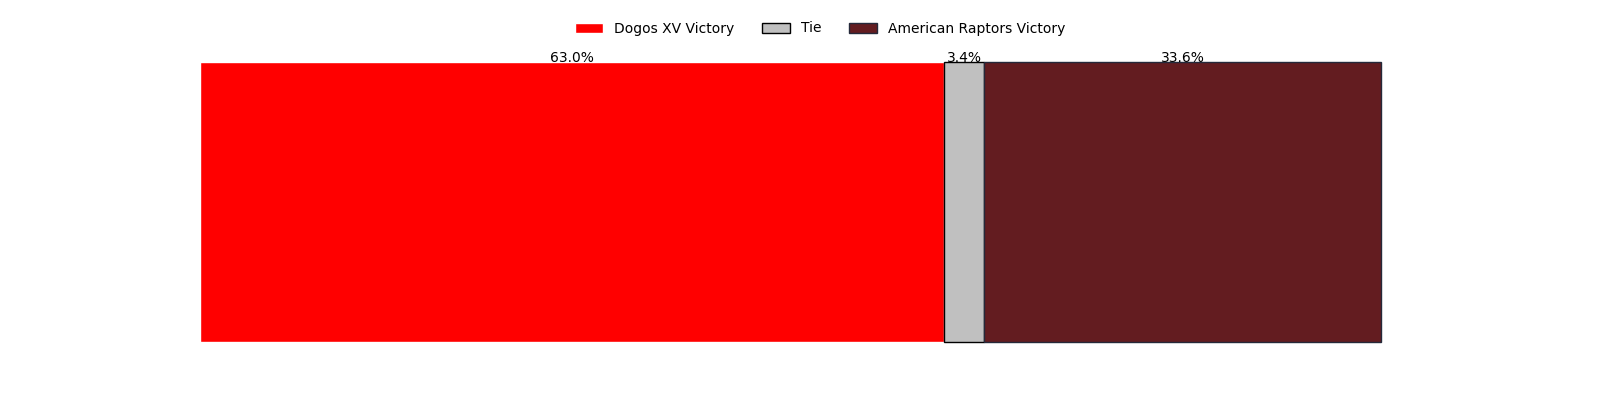 Dogos XV Victory Tie American Raptors Victory
63.0% 3.4% 33.6%